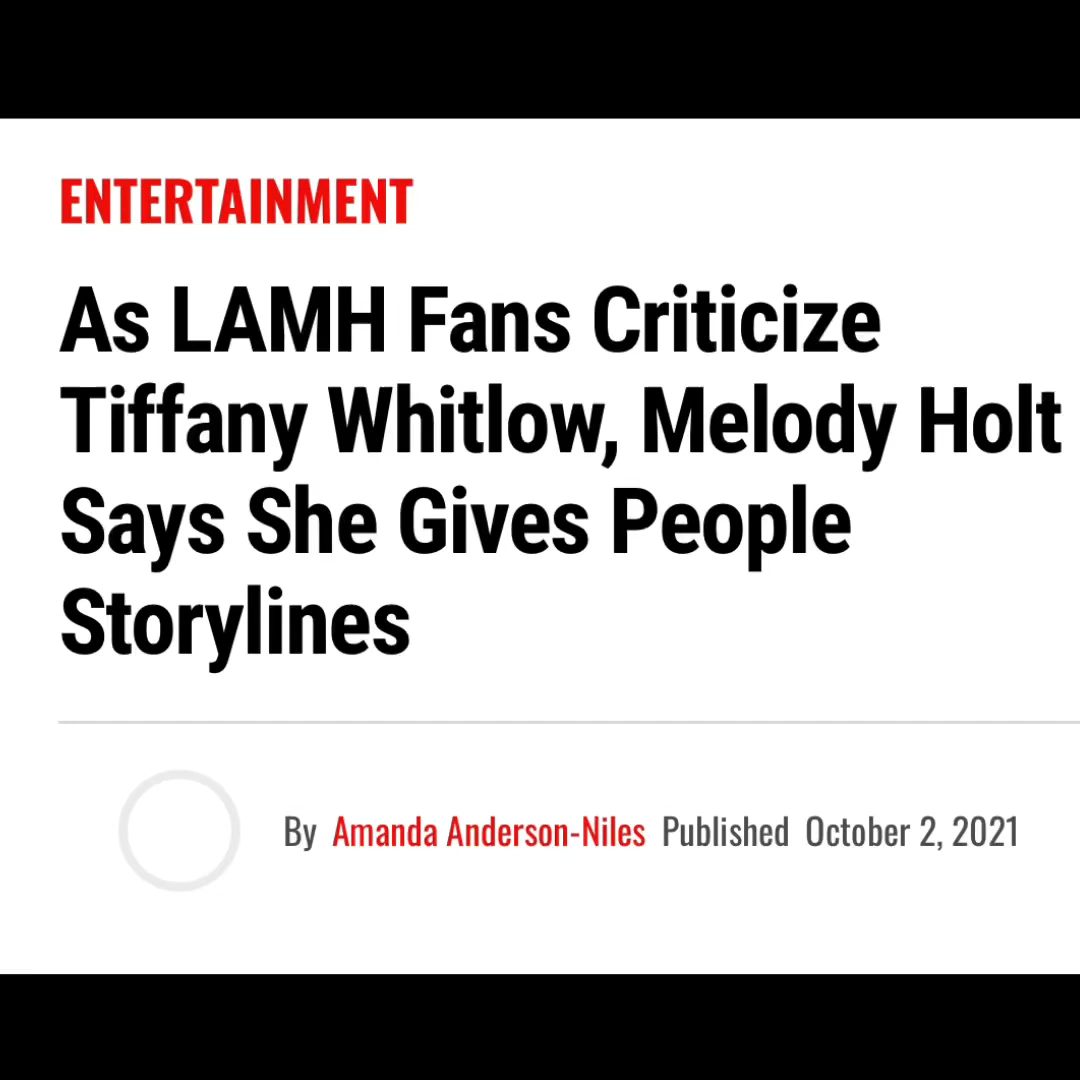 ENTERTAINMENT
As LAMH Fans Criticize
Tiffany Whitlow, Melody Holt
Says She Gives People
Storylines
By Amanda Anderson-Niles Published October 2, 2021